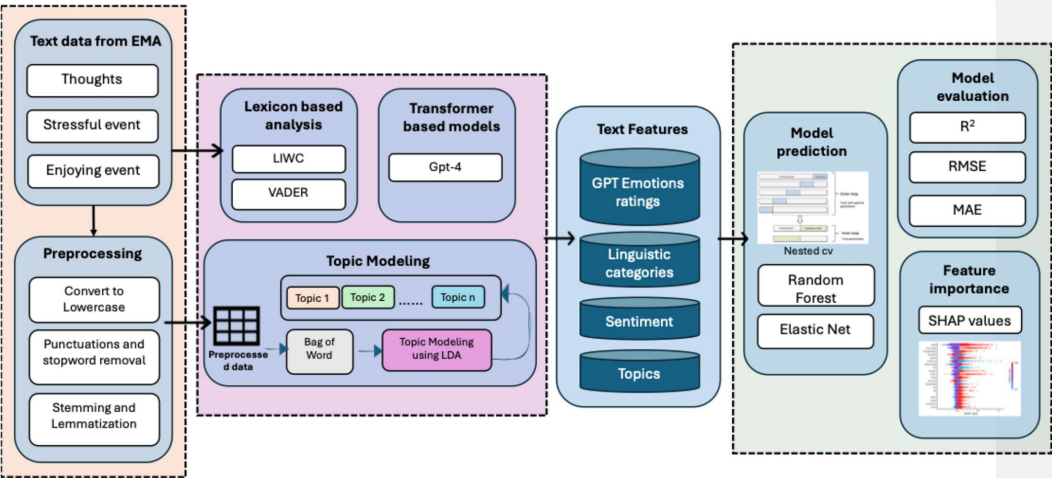 Text data from EMA
Thoughts
Stressful event
Enjoying event
Preprocessing
Convert to
Lowercase
Punctuations and
stopword removal
Stemming and
Lemmatization
Lexicon based
analysis
LIWC
VADER
Transformer
based models
Gpt-4
Topic Modeling
Topic 1
Topic 2
......
Topic n
Preprocesse
d data
Bag of
Word
Topic Modeling
using LDA
Text Features
GPT Emotions
ratings
Linguistic
categories
Sentiment
Topics
Model
prediction
Nested cv
Random
Forest
Elastic Net
Model
evaluation
R²
RMSE
MAE
Feature
importance
SHAP values